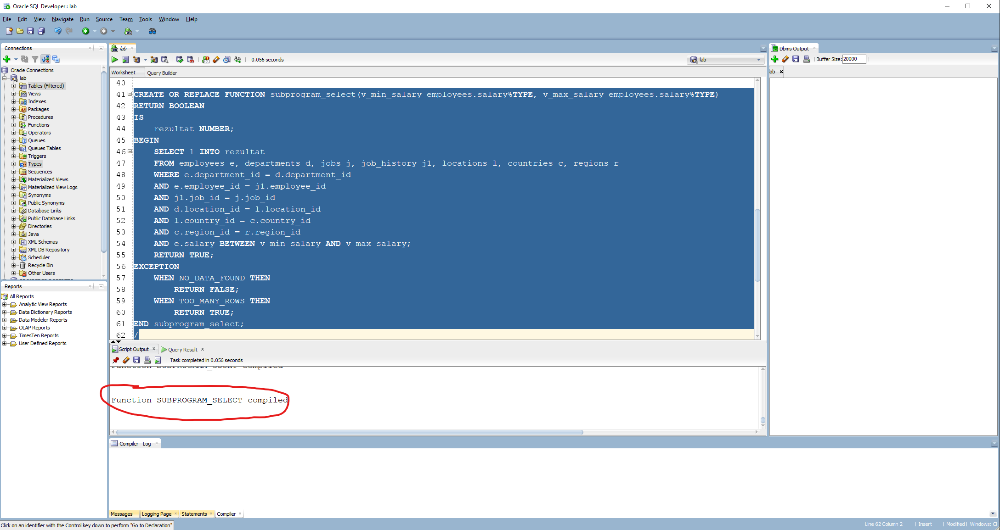 Oracle SQL Developer : lab
File Edit View Navigate Run Source Team Tools Window Help
Connections
Oracle Connections
lab
Tables (Filtered)
Views
Indexes
Packages
Procedures
Functions
Operators
Queues
Queues Tables
Triggers
Types
Sequences
Materialized Views
Materialized View Logs
Synonyms
Public Synonyms
Database Links
Public Database Links
Directories
Java
XML Schemas
XML DB Repository
Scheduler
Recycle Bin
Other Users
Reports
All Reports
Analytic View Reports
Data Dictionary Reports
Data Modeler Reports
OLAP Reports
TimesTen Reports
User Defined Reports
lab
0.056 seconds
lab
Worksheet Query Builder
40
41 CREATE OR REPLACE FUNCTION subprogram_select(v_min_salary employees.salary%TYPE, v_max_salary employees.salary%TYPE)
42 RETURN BOOLEAN
43 IS
44 rezultat NUMBER;
45 BEGIN
46 SELECT 1 INTO rezultat
47 FROM employees e, departments d, jobs j, job_history j1, locations l, countries c, regions r
48 WHERE e.department_id = d.department_id
49 AND e.employee_id = j1.employee_id
50 AND j1.job_id = j.job_id
51 AND d.location_id = l.location_id
52 AND l.country_id = c.country_id
53 AND c.region_id = r.region_id
54 AND e.salary BETWEEN v_min_salary AND v_max_salary;
55 RETURN TRUE;
56 EXCEPTION
57 WHEN NO_DATA_FOUND THEN
58 RETURN FALSE;
59 WHEN TOO_MANY_ROWS THEN
60 RETURN TRUE;
61 END subprogram_select;
62 /
Script Output Query Result
Task completed in 0.056 seconds
Function SUBPROGRAM_COUNT compiled
Function SUBPROGRAM_SELECT compiled
Compiler - Log
Messages Logging Page Statements Compiler
Dbms Output
Buffer Size: 20000
lab
Click on an identifier with the Control key down to perform "Go to Declaration"
Line 62 Column 2 Insert Modified Windows: